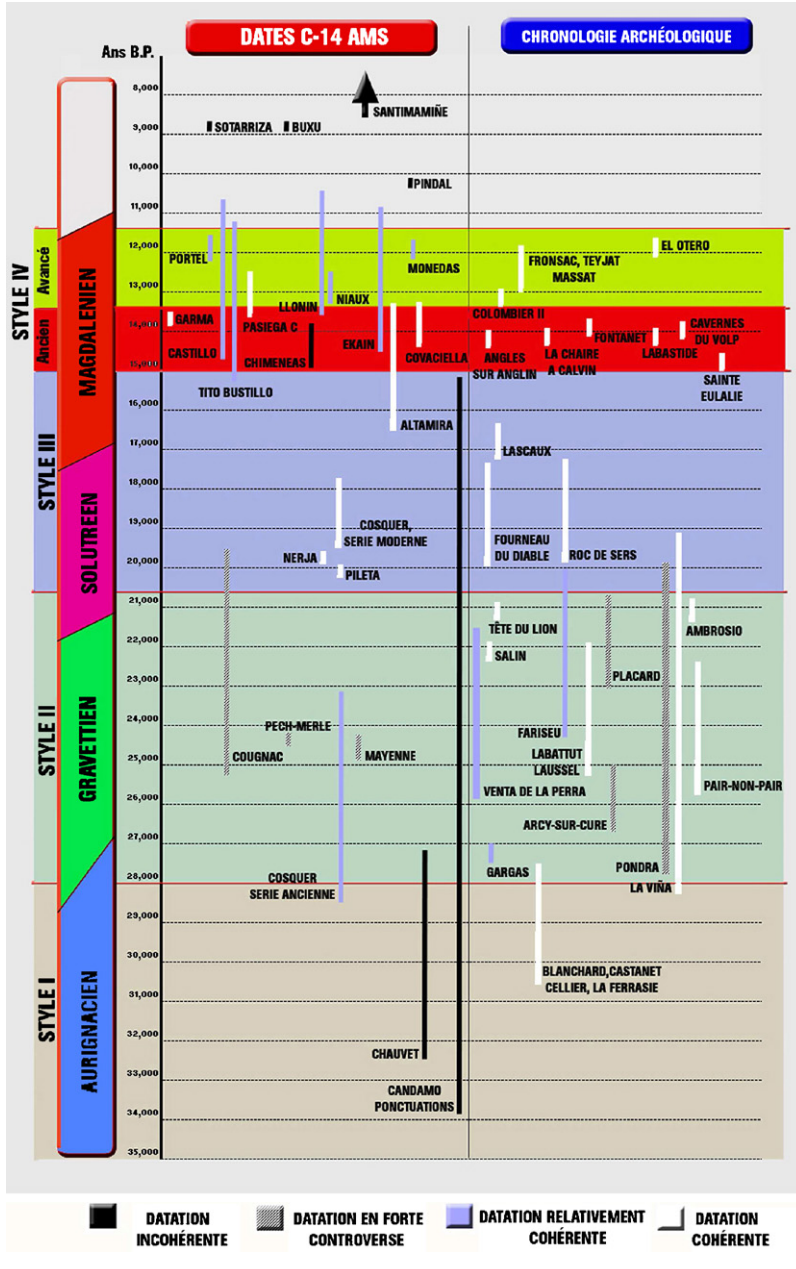 DATES C-14 AMS
CHRONOLOGIE ARCHÉOLOGIQUE
Ans B.P.
8,000
9,000
10,000
11,000
12,000
13,000
14,000
15,000
16,000
17,000
18,000
19,000
20,000
21,000
22,000
23,000
24,000
25,000
26,000
27,000
28,000
29,000
30,000
31,000
32,000
33,000
34,000
35,000
STYLE IV
Avancé
Ancien
STYLE III
STYLE II
STYLE I
MAGDALENIEN
SOLUTREEN
GRAVETTIEN
AURIGNACIEN
SANTIMAMIÑE
SOTARRIZA
BUXU
PINDAL
PORTEL
MONEDAS
LLONIN
NIAUX
GARMA
PASIEGA C
CASTILLO
CHIMENEAS
EKAIN
COVACIELLA
TITO BUSTILLO
ALTAMIRA
COSQUER,
SERIE MODERNE
NERJA
PILETA
PECH-MERLE
COUGNAC
MAYENNE
COSQUER
SERIE ANCIENNE
CHAUVET
CANDAMO
PONCTUATIONS
EL OTERO
FRONSAC, TEYJAT
MASSAT
COLOMBIER II
FONTANET
CAVERNES
DU VOLP
ANGLES
SUR ANGLIN
LA CHAIRE
A CALVIN
LABASTIDE
SAINTE
EULALIE
LASCAUX
FOURNEAU
DU DIABLE
ROC DE SERS
TÊTE DU LION
AMBROSIO
SALIN
PLACARD
FARISEU
LABATTUT
LAUSSEL
VENTA DE LA PERRA
PAIR-NON-PAIR
ARCY-SUR-CURE
GARGAS
PONDRA
LA VIÑA
BLANCHARD,CASTANET
CELLIER, LA FERRASIE
DATATION
INCOHÉRENTE
DATATION EN FORTE
CONTROVERSE
DATATION RELATIVEMENT
COHÉRENTE
DATATION
COHÉRENTE